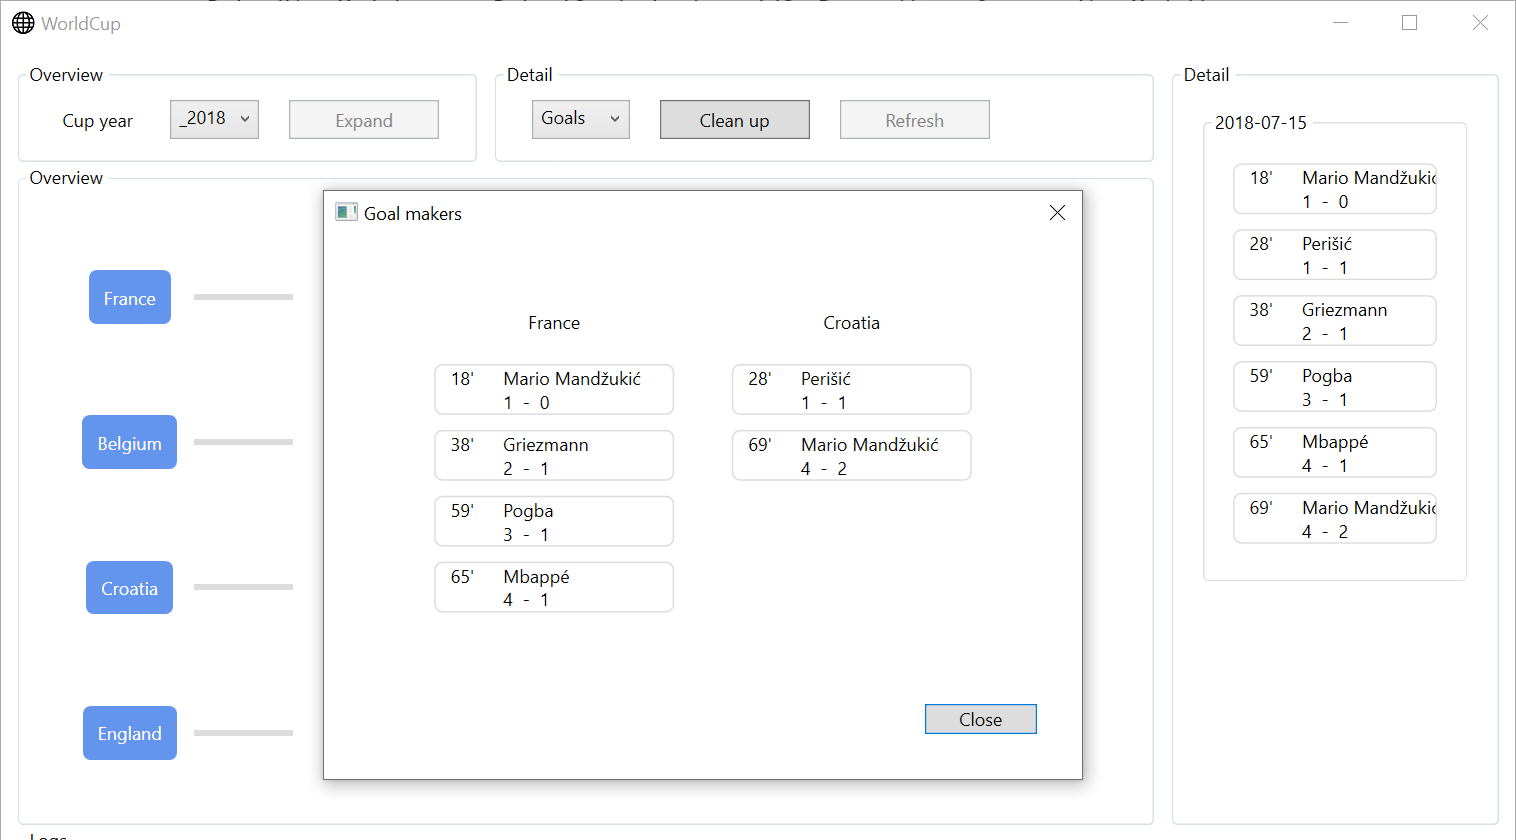 WorldCup
Overview
Cup year
_2018
Expand
Detail
Goals
Clean up
Refresh
Detail
Overview
France
Belgium
Croatia
England
Goal makers
France
18' Mario Mandžukić
1 - 0
38' Griezmann
2 - 1
59' Pogba
3 - 1
65' Mbappé
4 - 1
Croatia
28' Perišić
1 - 1
69' Mario Mandžukić
4 - 2
Close
2018-07-15
18' Mario Mandžukić
1 - 0
28' Perišić
1 - 1
38' Griezmann
2 - 1
59' Pogba
3 - 1
65' Mbappé
4 - 1
69' Mario Mandžukić
4 - 2
Logs